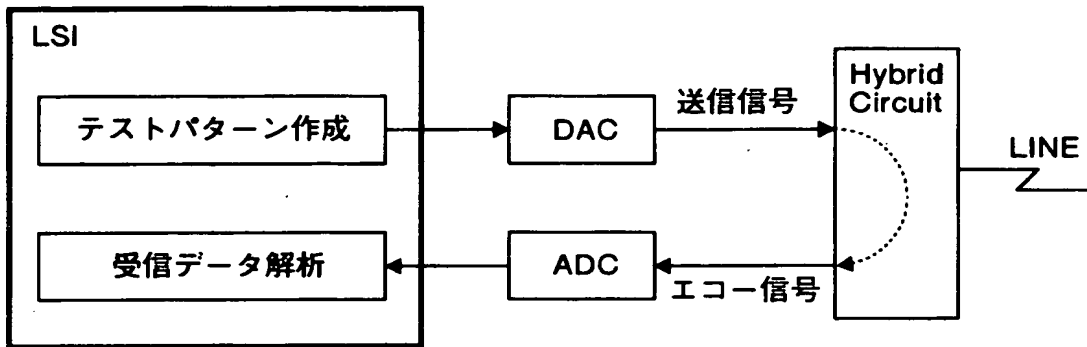 LSI
テストパターン作成
DAC
送信信号
Hybrid
Circuit
LINE
受信データ解析
ADC
エコー信号